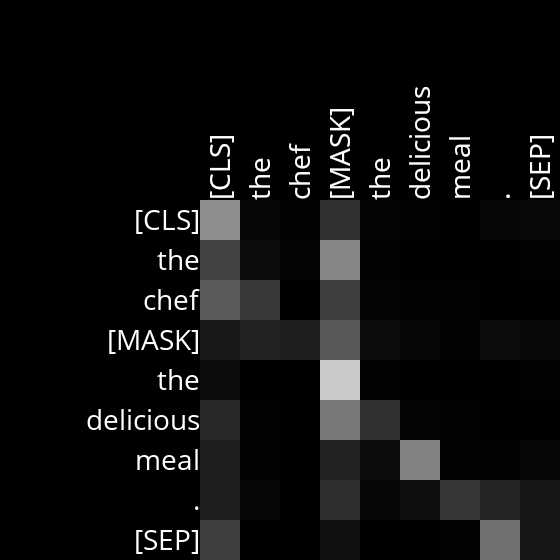 [CLS] the chef [MASK] the delicious meal . [SEP]
[CLS]
the
chef
[MASK]
the
delicious
meal
.
[SEP]